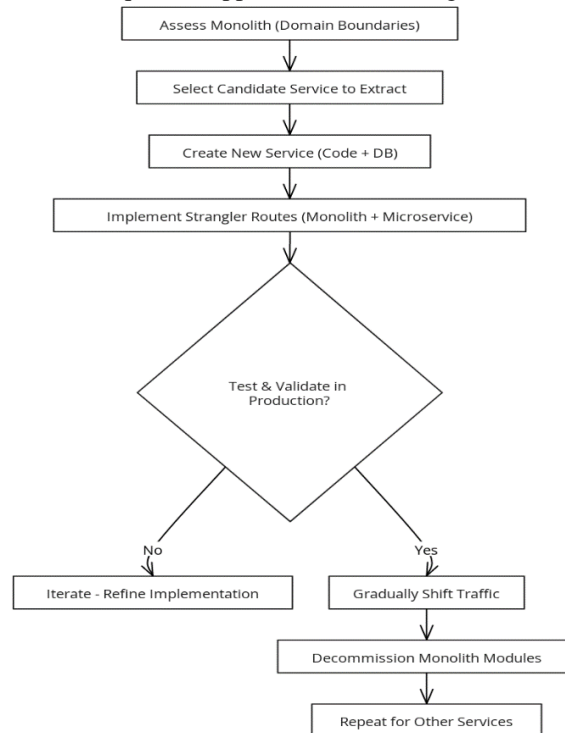 Assess Monolith (Domain Boundaries)
Select Candidate Service to Extract
Create New Service (Code + DB)
Implement Strangler Routes (Monolith + Microservice)
Test & Validate in
Production?
No
Yes
Iterate - Refine Implementation
Gradually Shift Traffic
Decommission Monolith Modules
Repeat for Other Services